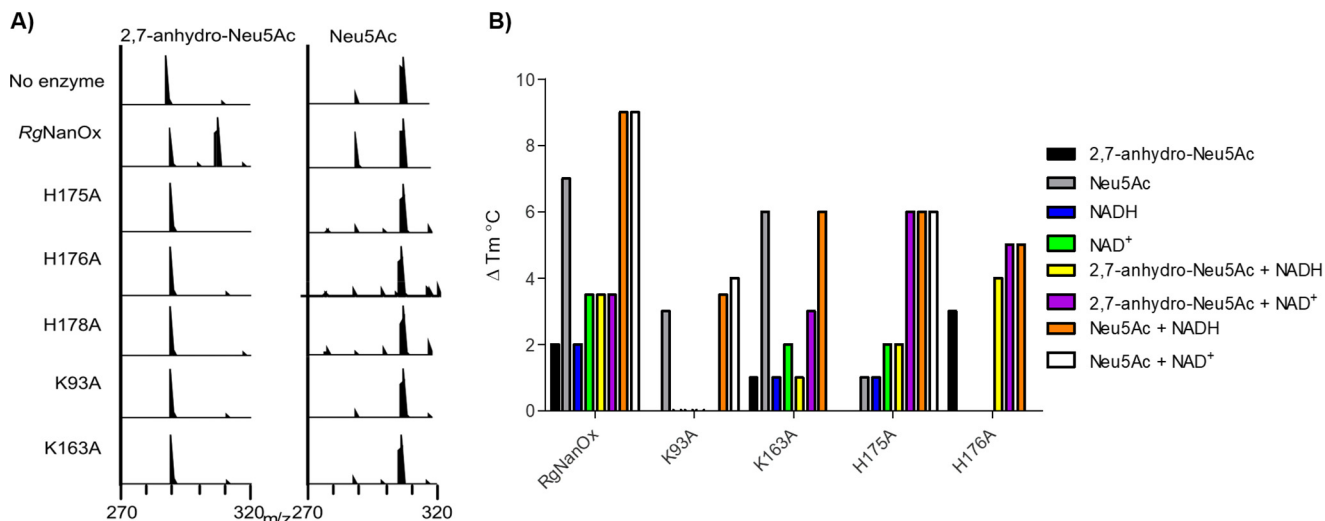 A)
2,7-anhydro-Neu5Ac
Neu5Ac
No enzyme
RgNanOx
H175A
H176A
H178A
K93A
K163A
270
320
m/z
270
320
B)
Δ Tm °C
10
8
6
4
2
0
RgNanOx
K93A
K163A
H175A
H176A
2,7-anhydro-Neu5Ac
Neu5Ac
NADH
NAD⁺
2,7-anhydro-Neu5Ac + NADH
2,7-anhydro-Neu5Ac + NAD⁺
Neu5Ac + NADH
Neu5Ac + NAD⁺